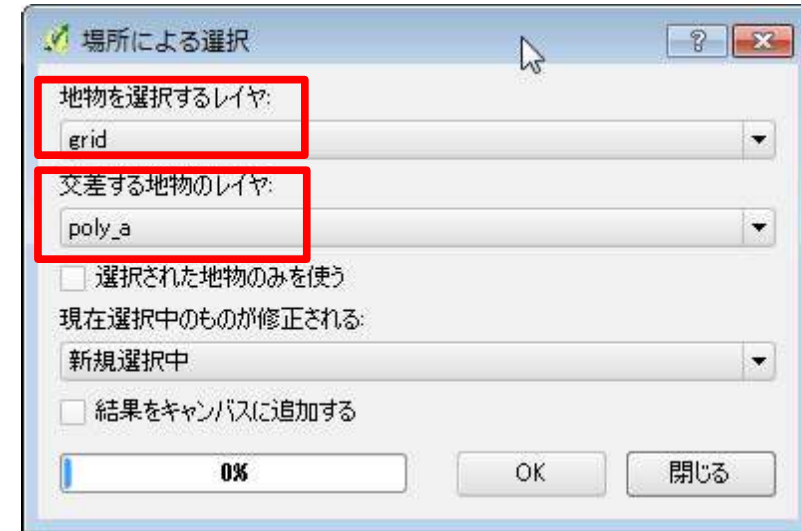 場所による選択
地物を選択するレイヤ:
grid
交差する地物のレイヤ:
poly_a
選択された地物のみを使う
現在選択中のものが修正される:
新規選択中
結果をキャンバスに追加する
0% OK 閉じる